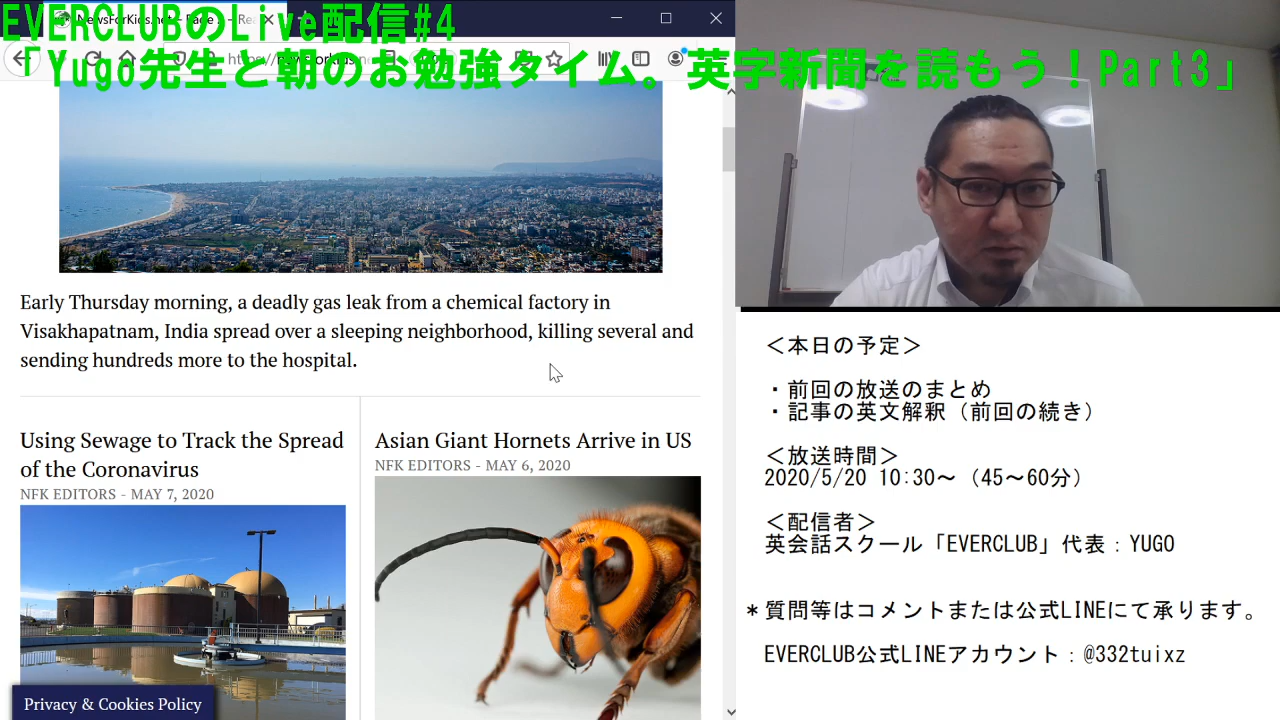 EVERCLUBのLive配信#4
「Yugo先生と朝のお勉強タイム。英字新聞を読もう！Part3」
Early Thursday morning, a deadly gas leak from a chemical factory in
Visakhapatnam, India spread over a sleeping neighborhood, killing several and
sending hundreds more to the hospital.
Using Sewage to Track the Spread
of the Coronavirus
NFK EDITORS - MAY 7, 2020
Asian Giant Hornets Arrive in US
NFK EDITORS - MAY 6, 2020
Privacy & Cookies Policy
＜本日の予定＞
・前回の放送のまとめ
・記事の英文解釈（前回の続き）
＜放送時間＞
2020/5/20 10:30～（45～60分）
＜配信者＞
英会話スクール「EVERCLUB」代表：YUGO
＊質問等はコメントまたは公式LINEにて承ります。
EVERCLUB公式LINEアカウント：@332tuixz